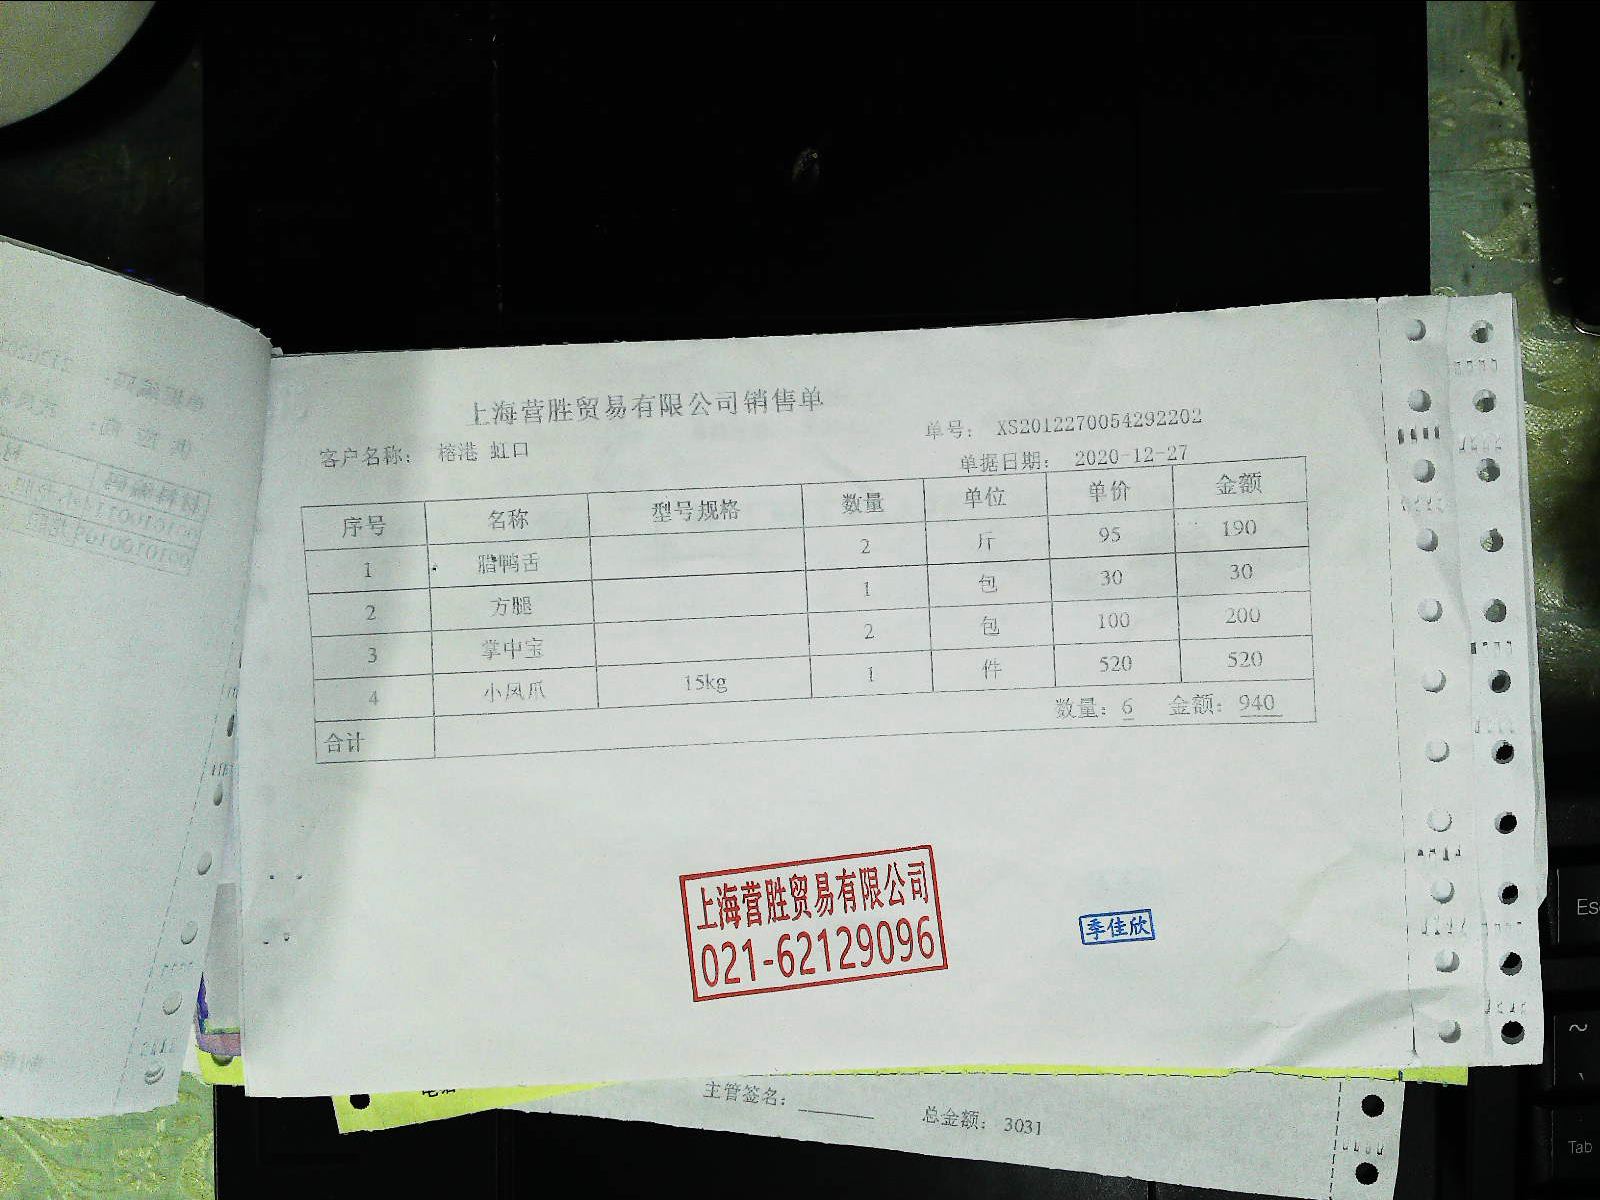 上海营胜贸易有限公司销售单
单号： XS2012270054292202
客户名称： 榕港 虹口
单据日期： 2020-12-27
序号 名称 型号规格 数量 单位 单价 金额
1 腊鸭舌 2 斤 95 190
2 方腿 1 包 30 30
3 掌中宝 2 包 100 200
4 小凤爪 15kg 1 件 520 520
合计 数量：6 金额：940
上海营胜贸易有限公司
021-62129096
季佳欣
主管签名：
总金额： 3031
Esc
~
Tab